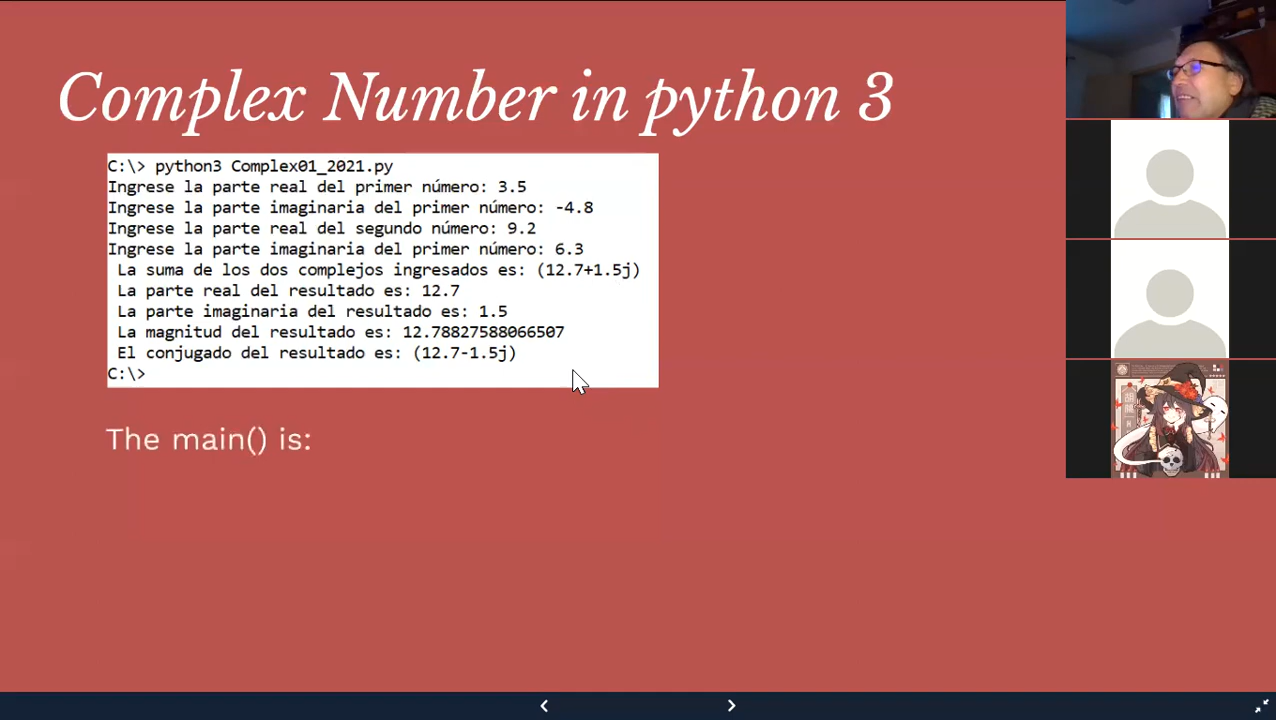 Complex Number in python 3
C:\> python3 Complex01_2021.py
Ingrese la parte real del primer número: 3.5
Ingrese la parte imaginaria del primer número: -4.8
Ingrese la parte real del segundo número: 9.2
Ingrese la parte imaginaria del primer número: 6.3
La suma de los dos complejos ingresados es: (12.7+1.5j)
La parte real del resultado es: 12.7
La parte imaginaria del resultado es: 1.5
La magnitud del resultado es: 12.78827588066507
El conjugado del resultado es: (12.7-1.5j)
C:\>
The main() is: